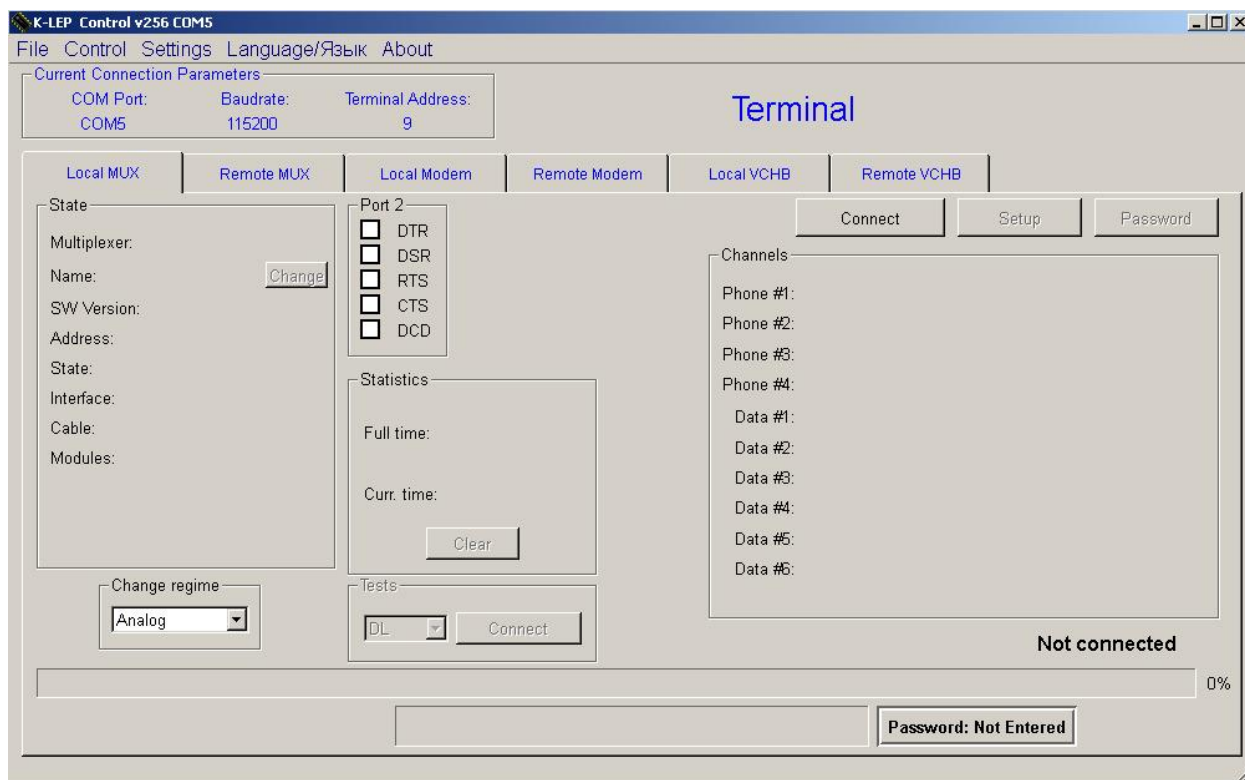 K-LEP Control v256 COM5
File Control Settings Language/Язык About
Current Connection Parameters
COM Port: Baudrate: Terminal Address:
COM5 115200 9
Terminal
Local MUX Remote MUX Local Modem Remote Modem Local VCHB Remote VCHB
State
Multiplexer:
Name: Change
SW Version:
Address:
State:
Interface:
Cable:
Modules:
Port 2
DTR
DSR
RTS
CTS
DCD
Connect Setup Password
Channels
Phone #1:
Phone #2:
Phone #3:
Phone #4:
Data #1:
Data #2:
Data #3:
Data #4:
Data #5:
Data #6:
Statistics
Full time:
Curr. time:
Clear
Change regime
Analog
Tests
DL Connect
Not connected
0%
Password: Not Entered